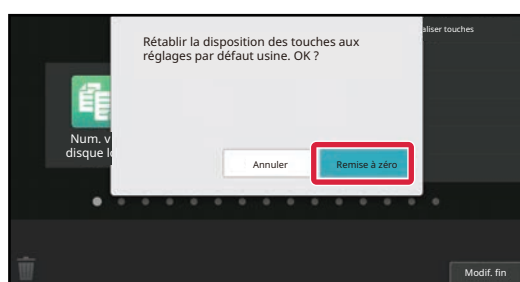 Rétablir la disposition des touches aux
réglages par défaut usine. OK ?
aliser touches
Num. v
disque lo
Annuler
Remise à zéro
Modif. fin